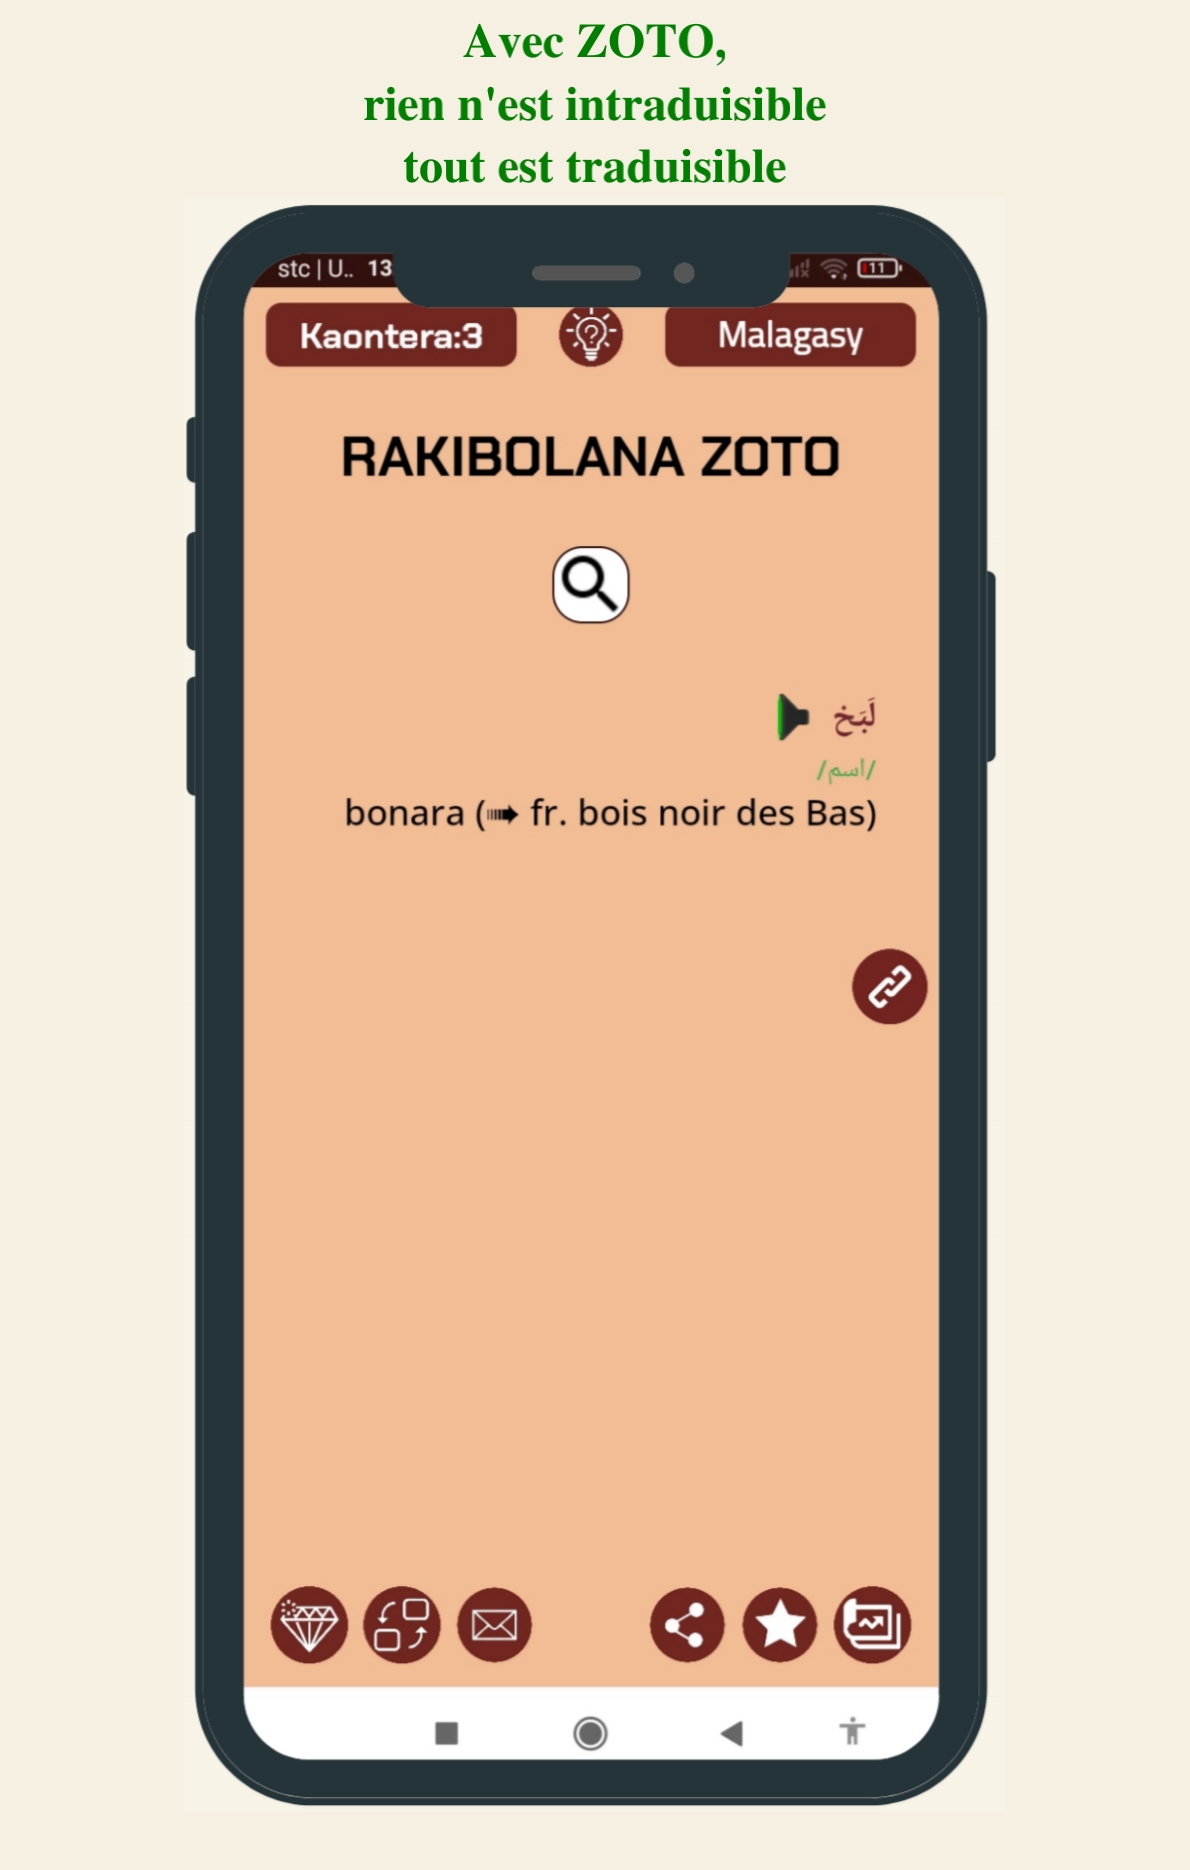 Avec ZOTO,
rien n'est intraduisible
tout est traduisible
stc | U.. 13
11
Kaontera:3
Malagasy
RAKIBOLANA ZOTO
لَبَخ
/اسم/
bonara (➠ fr. bois noir des Bas)